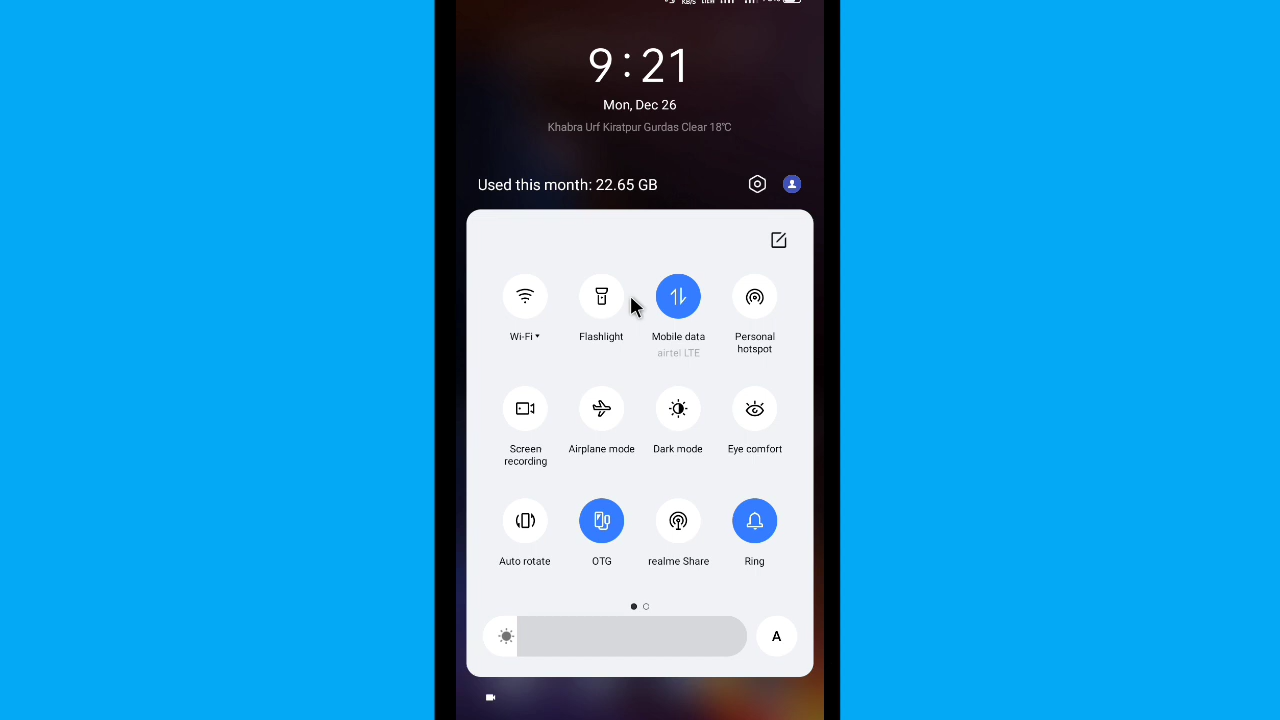 9:21
Mon, Dec 26
Khabra Urf Kiratpur Gurdas Clear 18°C
Used this month: 22.65 GB
Wi-Fi
Flashlight
Mobile data
airtel LTE
Personal
hotspot
Screen
recording
Airplane mode
Dark mode
Eye comfort
Auto rotate
OTG
realme Share
Ring
A